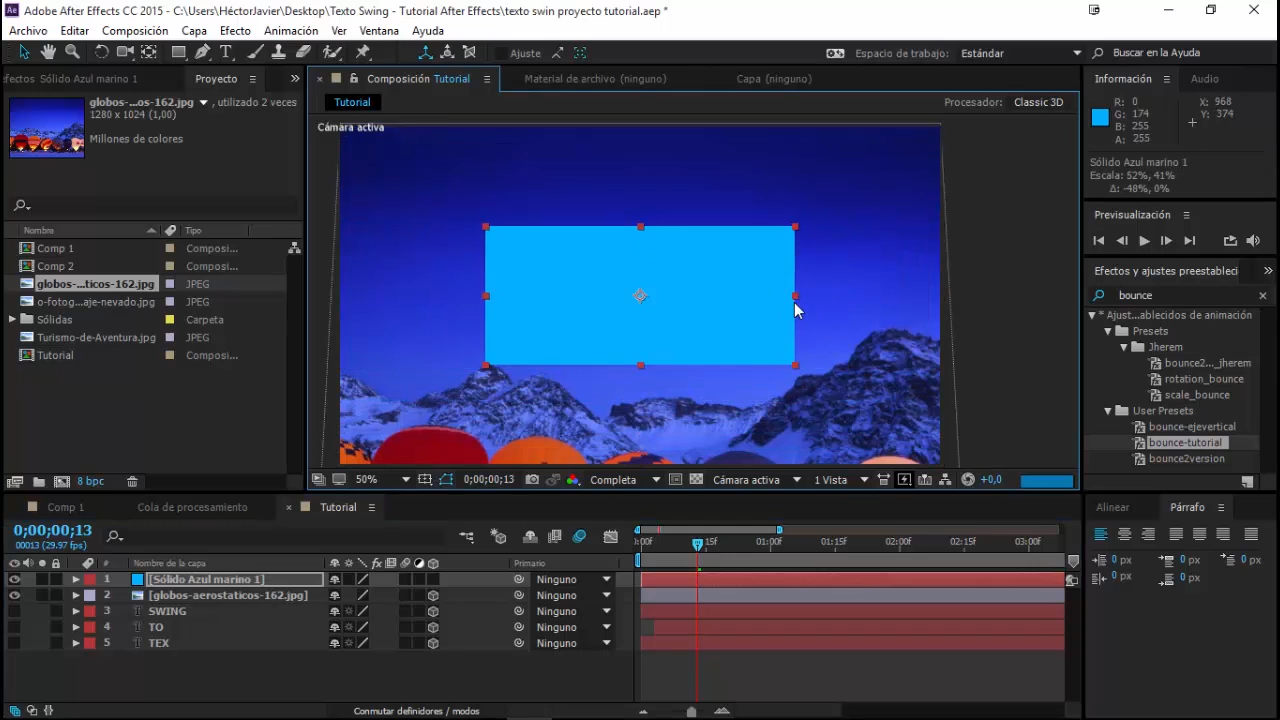 Adobe After Effects CC 2015 - C:\Users\HéctorJavier\Desktop\Texto Swing - Tutorial After Effects\texto swin proyecto tutorial.aep *
Archivo Editar Composición Capa Efecto Animación Ver Ventana Ayuda
Ajuste Espacio de trabajo: Estándar Buscar en la Ayuda
efectos Sólido Azul marino 1 Proyecto Composición Tutorial Material de archivo (ninguno) Capa (ninguno) Información Audio
globos-...os-162.jpg , utilizado 2 veces
1280 x 1024 (1,00)
Millones de colores
Tutorial Procesador: Classic 3D
Cámara activa
R: 0 X: 968
G: 174 Y: 374
B: 255
A: 255
Sólido Azul marino 1
Escala: 52%, 41%
Δ: -48%, 0%
Previsualización
Efectos y ajustes preestableci
bounce
Nombre Tipo
Comp 1 Composi...
Comp 2 Composi...
globos-...ticos-162.jpg JPEG
o-fotog...aje-nevado.jpg JPEG
Sólidas Carpeta
Turismo-de-Aventura.jpg JPEG
Tutorial Composi...
* Ajust...ablecidos de animación
Presets
Jherem
bounce2..._jherem
rotation_bounce
scale_bounce
User Presets
bounce-ejevertical
bounce-tutorial
bounce2version
8 bpc
50% 0;00;00;13 Completa Cámara activa 1 Vista +0,0
Comp 1 Cola de procesamiento Tutorial
Alinear Párrafo
0;00;00;13
00013 (29.97 fps)
:00f 15f 01:00f 01:15f 02:00f 02:15f 03:00f
# Nombre de la capa fx Primario
1 [Sólido Azul marino 1] Ninguno
2 [globos-aerostaticos-162.jpg] Ninguno
3 SWING Ninguno
4 TO Ninguno
5 TEX Ninguno
0 px 0 px 0 px
0 px 0 px
Conmutar definidores / modos